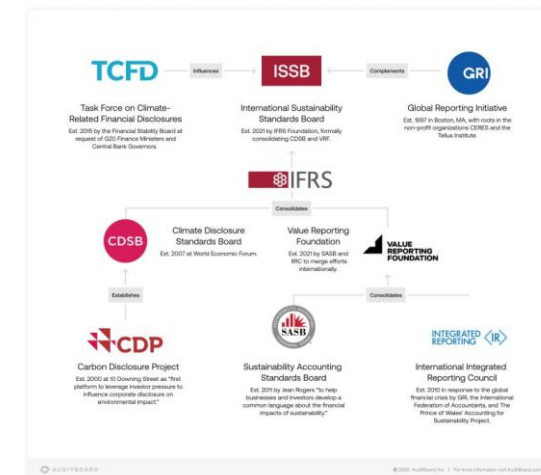 TCFD
Influences
ISSB
Complements
GRI
Task Force on Climate-
Related Financial Disclosures
Est. 2015 by the Financial Stability Board at
request of G20 Finance Ministers and
Central Bank Governors.
International Sustainability
Standards Board
Est. 2021 by IFRS Foundation, formally
consolidating CDSB and VRF.
Global Reporting Initiative
Est. 1997 in Boston, MA, with roots in the
non-profit organizations CERES and the
Tellus Institute.
IFRS
Consolidates
CDSB
Climate Disclosure
Standards Board
Est. 2007 at World Economic Forum.
Value Reporting
Foundation
Est. 2021 by SASB and
IIRC to merge efforts
internationally.
VALUE
REPORTING
FOUNDATION
Establishes
Consolidates
CDP
Carbon Disclosure Project
Est. 2000 at 10 Downing Street as "first
platform to leverage investor pressure to
influence corporate disclosure on
environmental impact."
SASB
Sustainability Accounting
Standards Board
Est. 2011 by Jean Rogers "to help
businesses and investors develop a
common language about the financial
impacts of sustainability."
INTEGRATED
REPORTING <IR>
International Integrated
Reporting Council
Est. 2010 in response to the global
financial crisis by GRI, the International
Federation of Accountants, and The
Prince of Wales' Accounting for
Sustainability Project.
AUDITBOARD
© 2022 AuditBoard Inc. | For more information visit AuditBoard.com